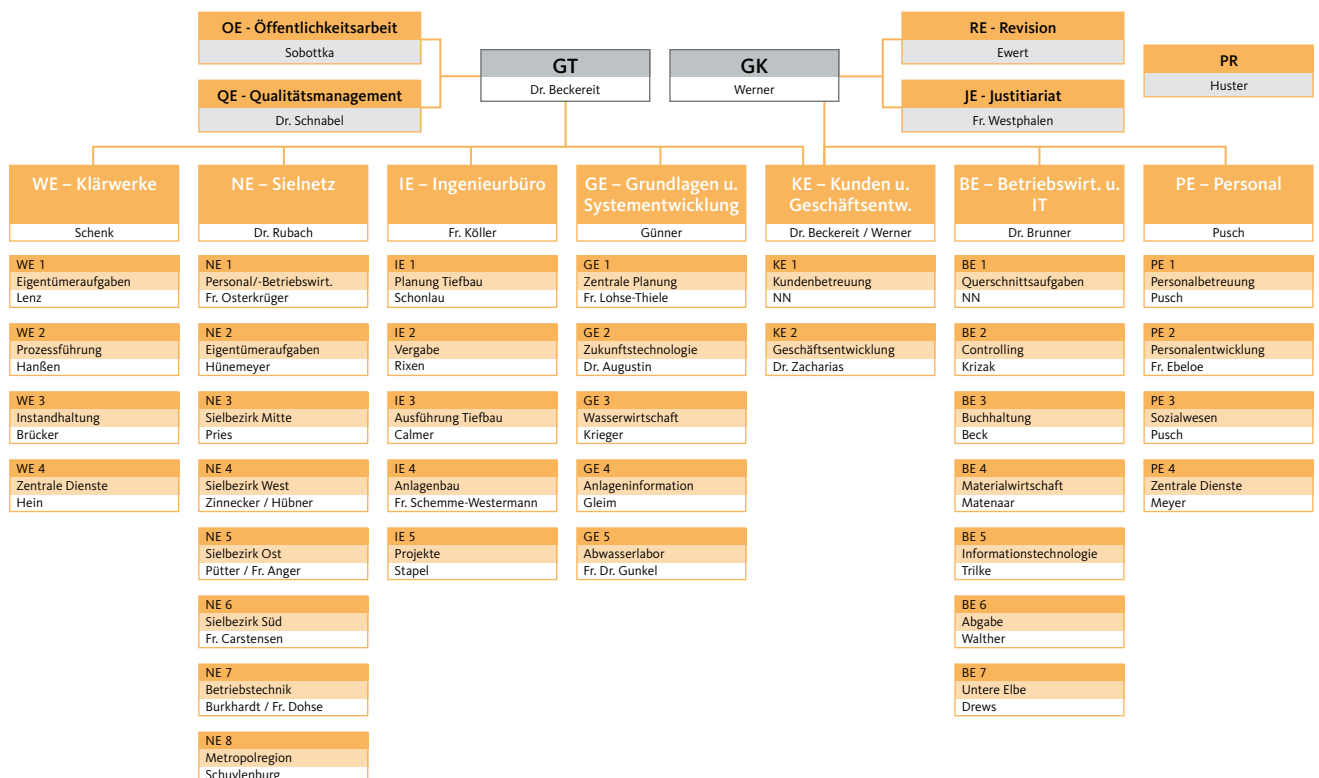 OE - Öffentlichkeitsarbeit
Sobottka
QE - Qualitätsmanagement
Dr. Schnabel
GT
Dr. Beckereit
GK
Werner
RE - Revision
Ewert
JE - Justitiariat
Fr. Westphalen
PR
Huster
WE – Klärwerke
Schenk
WE 1
Eigentümeraufgaben
Lenz
WE 2
Prozessführung
Hanßen
WE 3
Instandhaltung
Brücker
WE 4
Zentrale Dienste
Hein
NE – Sielnetz
Dr. Rubach
NE 1
Personal/-Betriebswirt.
Fr. Osterkrüger
NE 2
Eigentümeraufgaben
Hünemeyer
NE 3
Sielbezirk Mitte
Pries
NE 4
Sielbezirk West
Zinnecker / Hübner
NE 5
Sielbezirk Ost
Pütter / Fr. Anger
NE 6
Sielbezirk Süd
Fr. Carstensen
NE 7
Betriebstechnik
Burkhardt / Fr. Dohse
NE 8
Metropolregion
Schuylenburg
IE – Ingenieurbüro
Fr. Köller
IE 1
Planung Tiefbau
Schonlau
IE 2
Vergabe
Rixen
IE 3
Ausführung Tiefbau
Calmer
IE 4
Anlagenbau
Fr. Schemme-Westermann
IE 5
Projekte
Stapel
GE – Grundlagen u.
Systementwicklung
Günner
GE 1
Zentrale Planung
Fr. Lohse-Thiele
GE 2
Zukunftstechnologie
Dr. Augustin
GE 3
Wasserwirtschaft
Krieger
GE 4
Anlageninformation
Gleim
GE 5
Abwasserlabor
Fr. Dr. Gunkel
KE – Kunden u.
Geschäftsentw.
Dr. Beckereit / Werner
KE 1
Kundenbetreuung
NN
KE 2
Geschäftsentwicklung
Dr. Zacharias
BE – Betriebswirt. u.
IT
Dr. Brunner
BE 1
Querschnittsaufgaben
NN
BE 2
Controlling
Krizak
BE 3
Buchhaltung
Beck
BE 4
Materialwirtschaft
Matenaar
BE 5
Informationstechnologie
Trilke
BE 6
Abgabe
Walther
BE 7
Untere Elbe
Drews
PE – Personal
Pusch
PE 1
Personalbetreuung
Pusch
PE 2
Personalentwicklung
Fr. Ebeloe
PE 3
Sozialwesen
Pusch
PE 4
Zentrale Dienste
Meyer